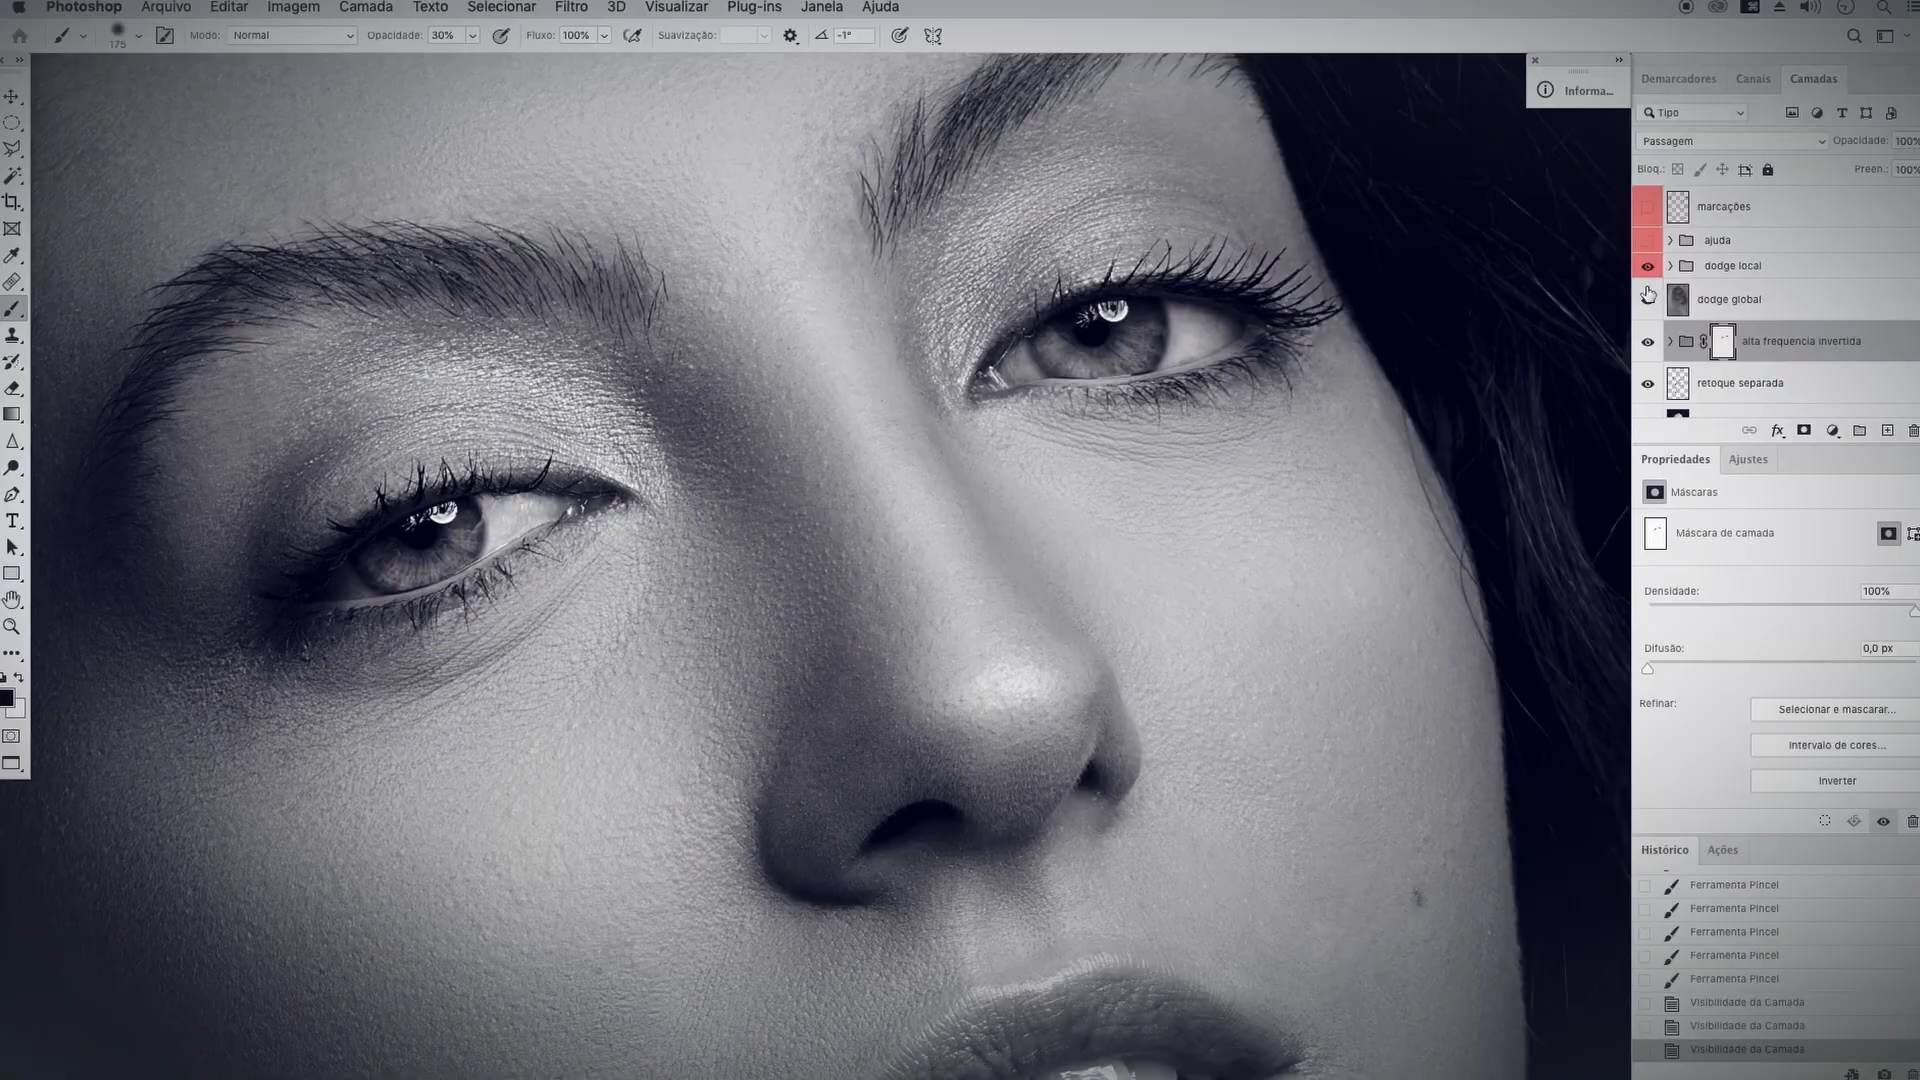 Photoshop Arquivo Editar Imagem Camada Texto Selecionar Filtro 3D Visualizar Plug-ins Janela Ajuda
175 Modo: Normal Opacidade: 30% Fluxo: 100% Suavização: -1°
Informa...
Demarcadores Canais Camadas
Tipo
Passagem Opacidade: 100%
Bloq.: Preen.: 100%
marcações
ajuda
dodge local
dodge global
alta frequencia invertida
retoque separada
fx
Propriedades Ajustes
Máscaras
Máscara de camada
Densidade: 100%
Difusão: 0,0 px
Refinar: Selecionar e mascarar...
Intervalo de cores...
Inverter
Histórico Ações
Ferramenta Pincel
Ferramenta Pincel
Ferramenta Pincel
Ferramenta Pincel
Ferramenta Pincel
Visibilidade da Camada
Visibilidade da Camada
Visibilidade da Camada